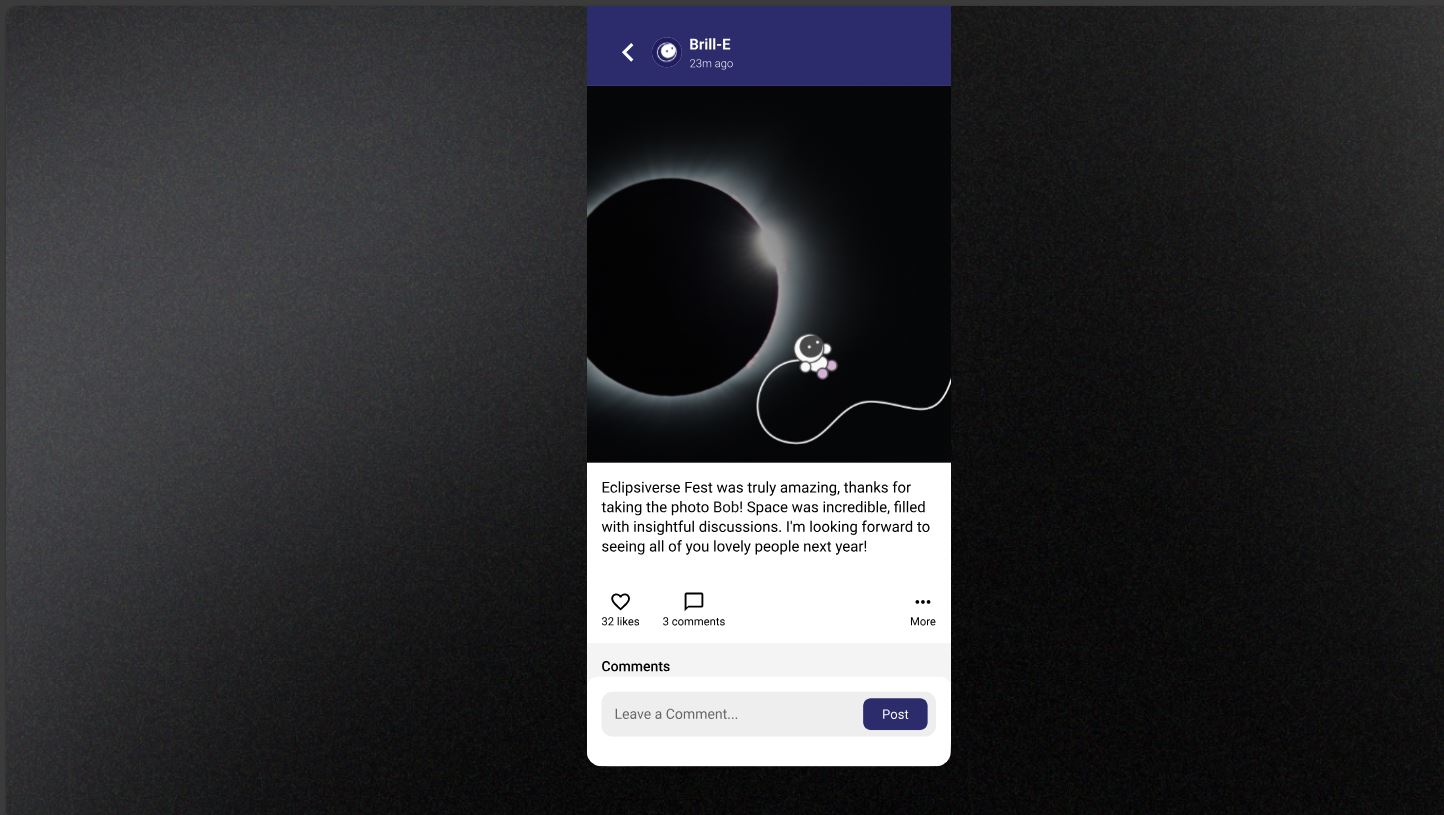 Brill-E
23m ago
Eclipsiverse Fest was truly amazing, thanks for
taking the photo Bob! Space was incredible, filled
with insightful discussions. I'm looking forward to
seeing all of you lovely people next year!
32 likes
3 comments
More
Comments
Leave a Comment...
Post